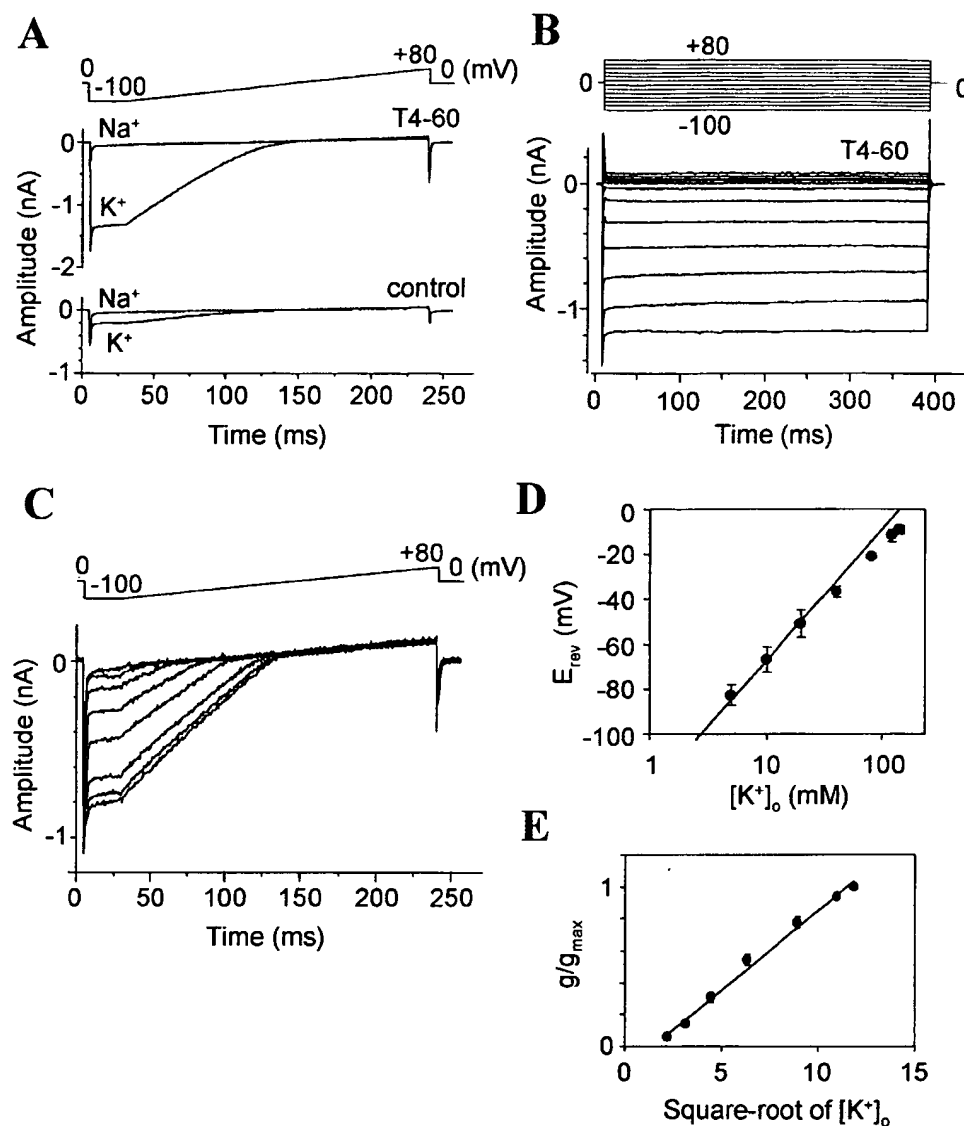 A
0
-100
+80
0 (mV)
T4-60
Na⁺
K⁺
0
-1
-2
Amplitude (nA)
control
Na⁺
K⁺
0
-1
0 50 100 150 200 250
Time (ms)
B
+80
0
0
-100
T4-60
0
-1
Amplitude (nA)
0 100 200 300 400
Time (ms)
C
0
-100
+80
0 (mV)
0
-1
Amplitude (nA)
0 50 100 150 200 250
Time (ms)
D
0
-20
-40
-60
-80
-100
E_rev (mV)
1 10 100
[K⁺]ₒ (mM)
E
1
0
g/g_max
0 5 10 15
Square-root of [K⁺]ₒ